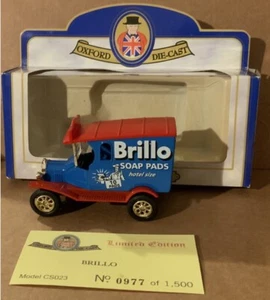 OXFORD DIE-CAST
Brillo
SOAP PADS
hotel size
Limited Edition
BRILLO
Model CS023
No 0977 of 1,500